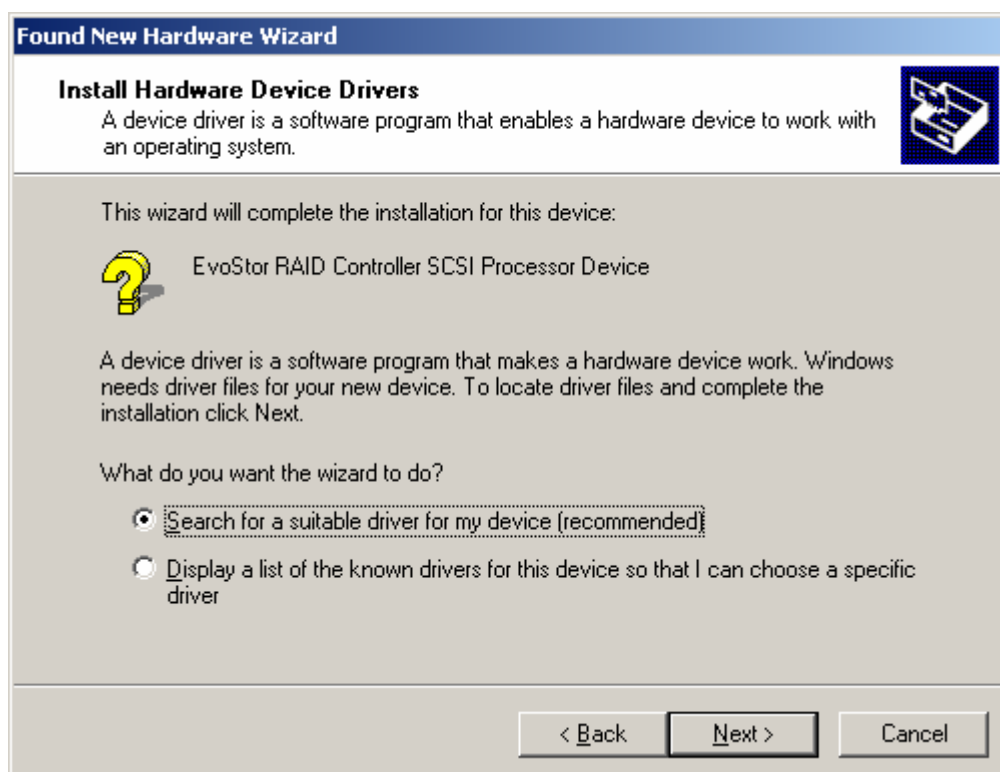 Found New Hardware Wizard
Install Hardware Device Drivers
A device driver is a software program that enables a hardware device to work with
an operating system.
This wizard will complete the installation for this device:
EvoStor RAID Controller SCSI Processor Device
A device driver is a software program that makes a hardware device work. Windows
needs driver files for your new device. To locate driver files and complete the
installation click Next.
What do you want the wizard to do?
Search for a suitable driver for my device (recommended)
Display a list of the known drivers for this device so that I can choose a specific
driver
< Back
Next >
Cancel